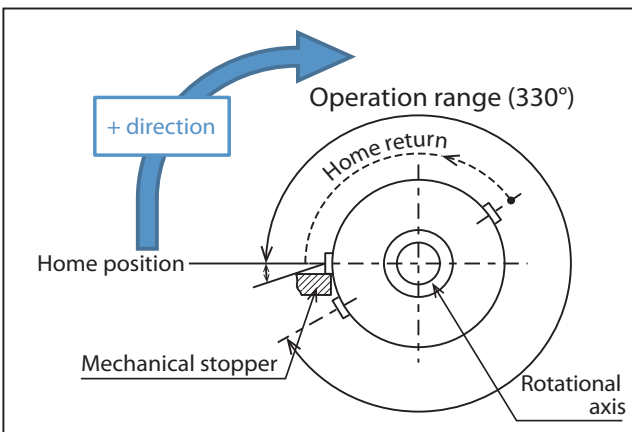 Operation range (330°)
+ direction
Home return
Home position
Mechanical stopper
Rotational
axis